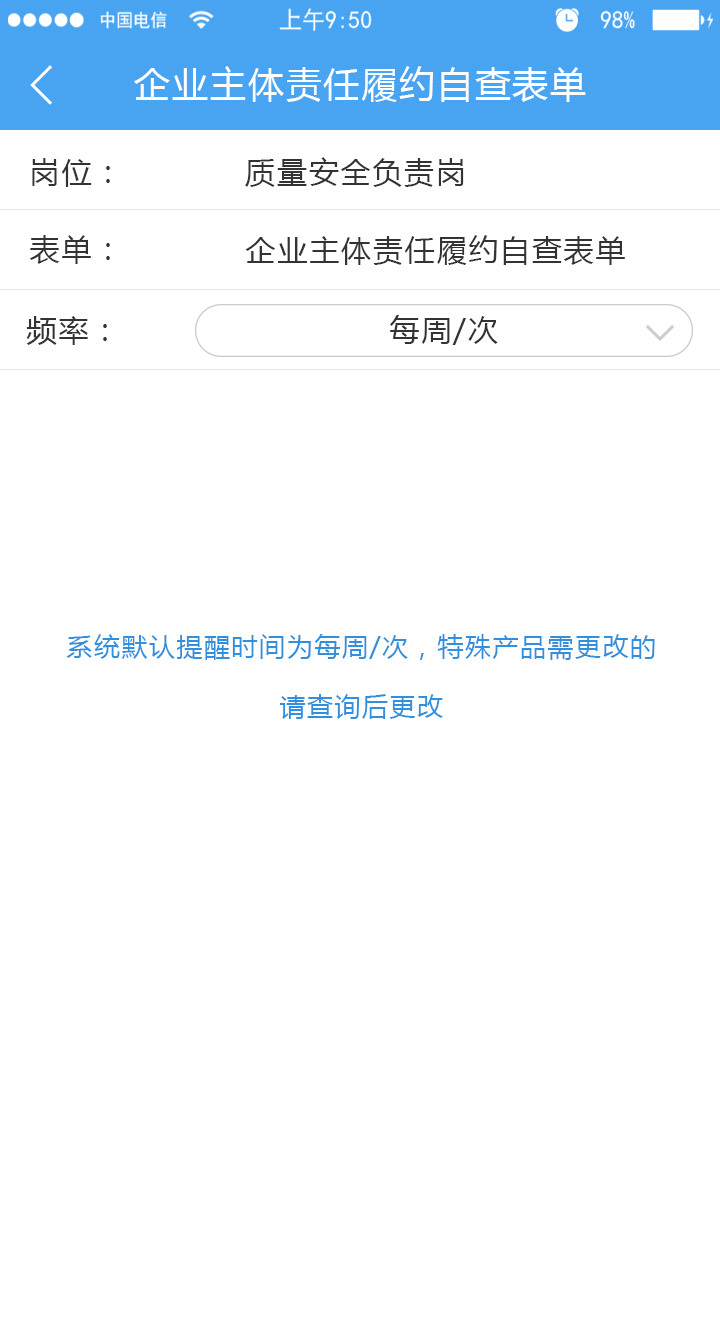 中国电信 上午9:50 98%
企业主体责任履约自查表单
岗位： 质量安全负责岗
表单： 企业主体责任履约自查表单
频率： 每周/次
系统默认提醒时间为每周/次，特殊产品需更改的
请查询后更改